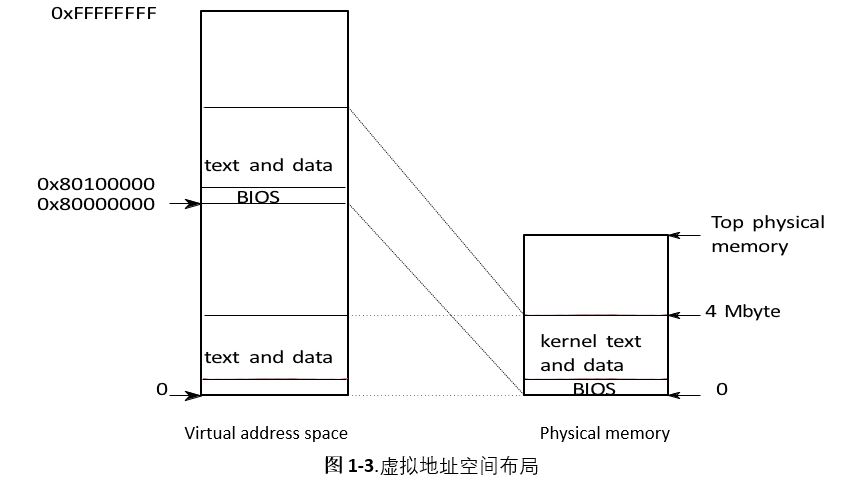 0xFFFFFFFF
text and data
0x80100000
BIOS
0x80000000
Top physical
memory
4 Mbyte
kernel text
and data
text and data
BIOS
0
0
Virtual address space
Physical memory
图 1-3.虚拟地址空间布局